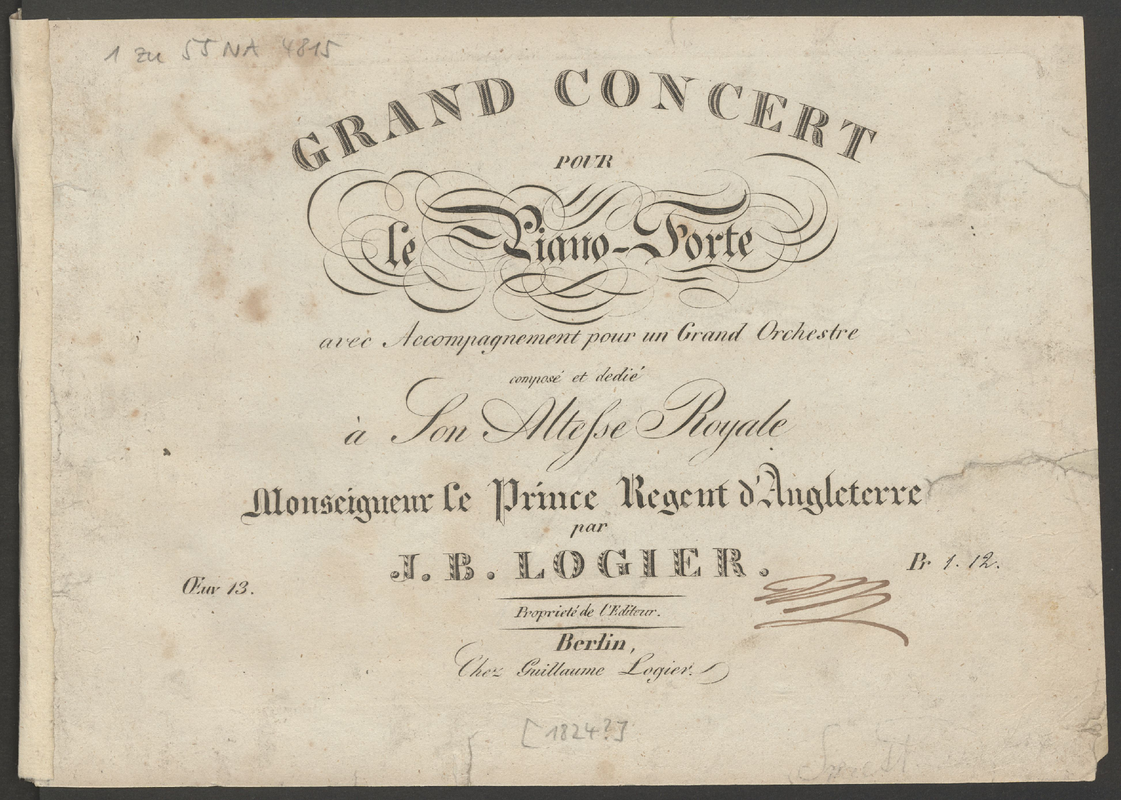 1 zu 55 NA 4815
GRAND CONCERT
POUR
le Piano-Forte
avec Accompagnement pour un Grand Orchestre
composé et dedié
à Son Altesse Royale
Monseigneur le Prince Regent d'Angleterre
par
J. B. LOGIER.
Œuv 13.
Pr 1. 12.
Proprieté de l'Editeur.
Berlin,
Chez Guillaume Logier.
[1824?]